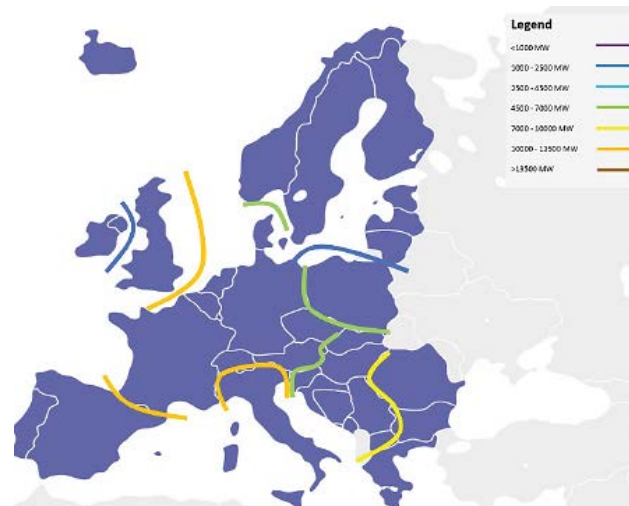 Legend
<1000 MW
1000 - 2500 MW
2500 - 4500 MW
4500 - 7000 MW
7000 - 10000 MW
10000 - 13500 MW
>13500 MW